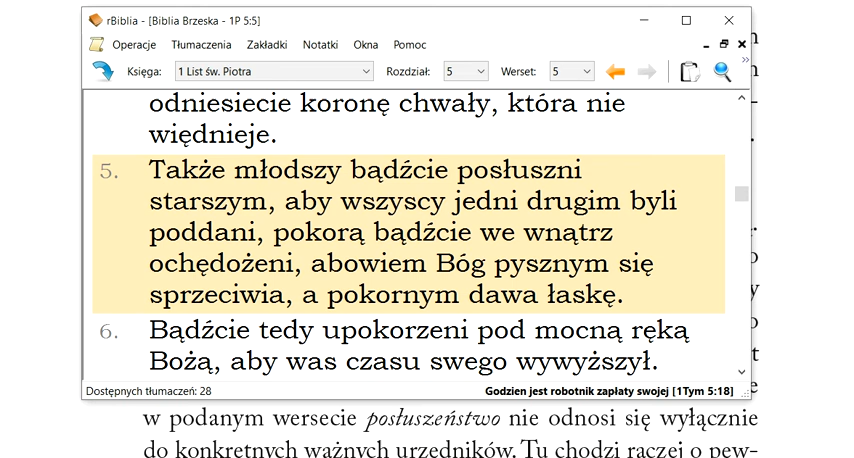 rBiblia - [Biblia Brzeska - 1P 5:5]
Operacje Tłumaczenia Zakładki Notatki Okna Pomoc
Księga: 1 List św. Piotra Rozdział: 5 Werset: 5
odniesiecie koronę chwały, która nie
więdnieje.
5. Także młodszy bądźcie posłuszni
starszym, aby wszyscy jedni drugim byli
poddani, pokorą bądźcie we wnątrz
ochędożeni, abowiem Bóg pysznym się
sprzeciwia, a pokornym dawa łaskę.
6. Bądźcie tedy upokorzeni pod mocną ręką
Bożą, aby was czasu swego wywyższył.
Dostępnych tłumaczeń: 28 Godzien jest robotnik zapłaty swojej [1Tym 5:18]
w podanym wersecie posłuszeństwo nie odnosi się wyłącznie
do konkretnych ważnych urzędników. Tu chodzi raczej o pew-